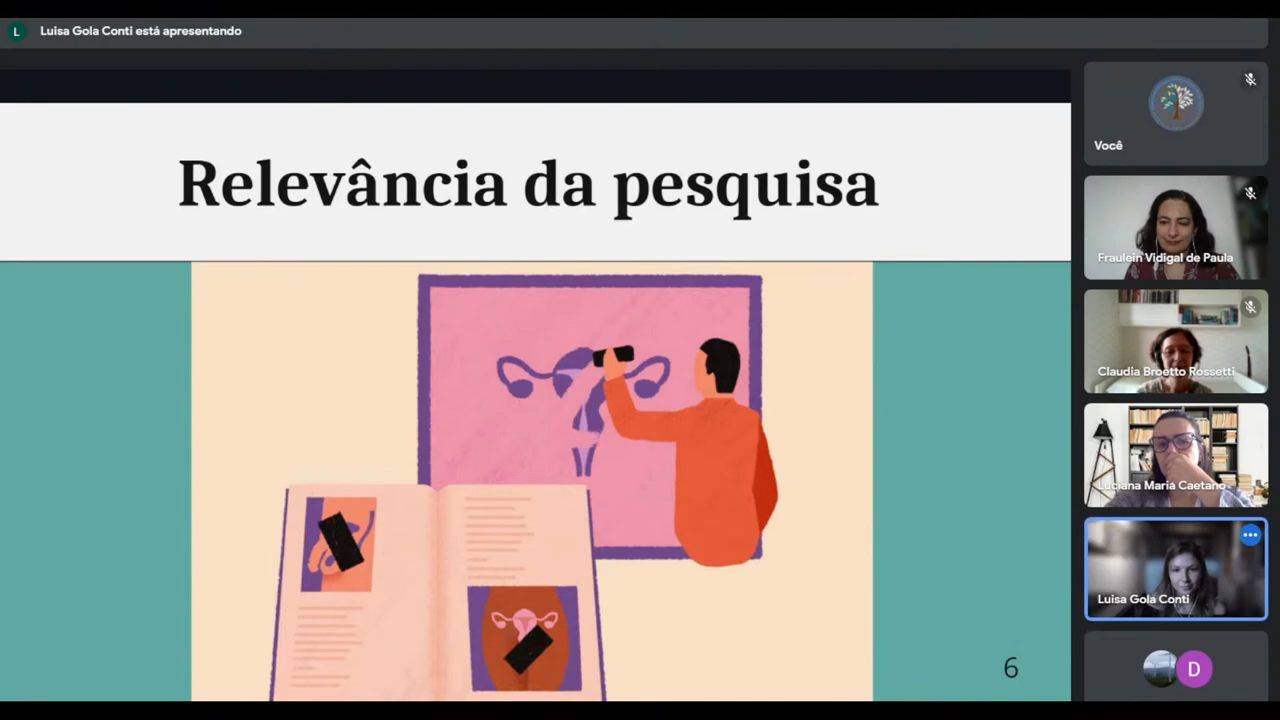 L Luisa Gola Conti está apresentando
Relevância da pesquisa
6
Você
Fraulein Vidigal de Paula
Claudia Broetto Rossetti
Luciana Maria Caetano
Luisa Gola Conti
D